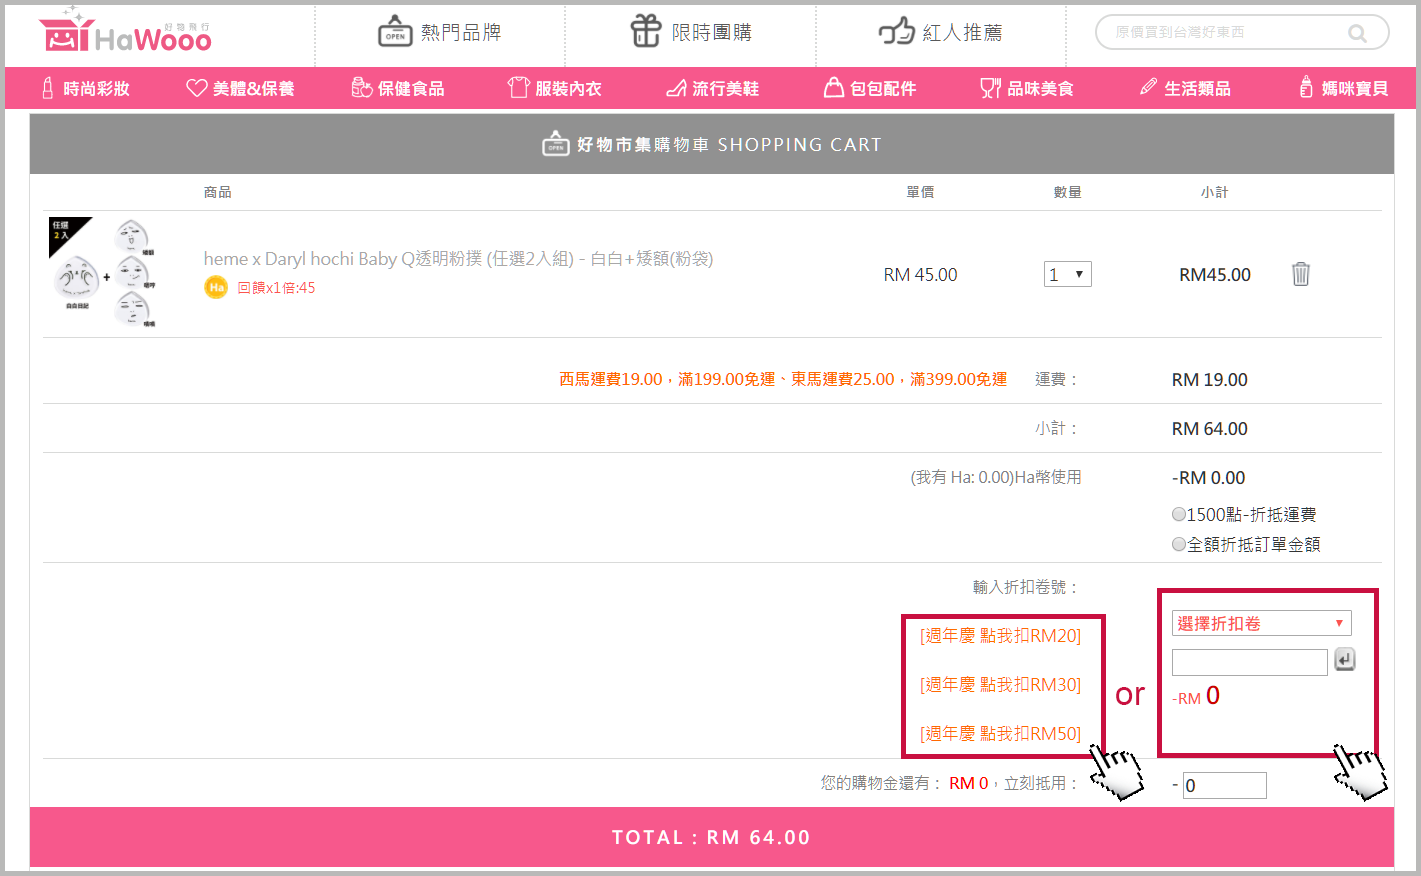 好物飛行
HaWooo
OPEN
熱門品牌
限時團購
紅人推薦
原價買到台灣好東西
時尚彩妝
美體&保養
保健食品
服裝內衣
流行美鞋
包包配件
品味美食
生活類品
媽咪寶貝
OPEN
好物市集購物車 SHOPPING CART
商品 單價 數量 小計
任選
2入
heme x Daryl hochi Baby Q透明粉撲 (任選2入組) - 白白+矮額(粉袋)
Ha 回饋x1倍:45
RM 45.00
1
RM45.00
西馬運費19.00，滿199.00免運、東馬運費25.00，滿399.00免運 運費： RM 19.00
小計： RM 64.00
(我有 Ha: 0.00)Ha幣使用 -RM 0.00
1500點-折抵運費
全額折抵訂單金額
輸入折扣卷號：
[週年慶 點我扣RM20]
[週年慶 點我扣RM30]
[週年慶 點我扣RM50]
or
選擇折扣卷
-RM 0
您的購物金還有： RM 0，立刻抵用： - 0
TOTAL : RM 64.00